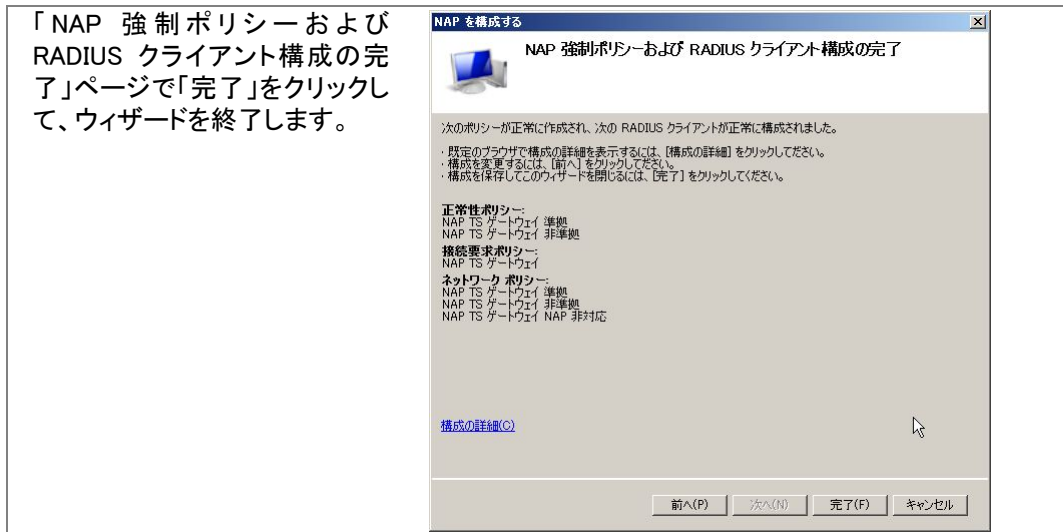 「NAP 強制ポリシーおよび
RADIUS クライアント構成の完
了」ページで「完了」をクリックし
て、ウィザードを終了します。
NAP を構成する
NAP 強制ポリシーおよび RADIUS クライアント構成の完了
次のポリシーが正常に作成され、次の RADIUS クライアントが正常に構成されました。
・既定のブラウザで構成の詳細を表示するには、[構成の詳細] をクリックしてください。
・構成を変更するには、[前へ] をクリックしてください。
・構成を保存してこのウィザードを閉じるには、[完了] をクリックしてください。
正常性ポリシー:
NAP TS ゲートウェイ 準拠
NAP TS ゲートウェイ 非準拠
接続要求ポリシー:
NAP TS ゲートウェイ
ネットワーク ポリシー:
NAP TS ゲートウェイ 準拠
NAP TS ゲートウェイ 非準拠
NAP TS ゲートウェイ NAP 非対応
構成の詳細(C)
前へ(P) 次へ(N) 完了(F) キャンセル